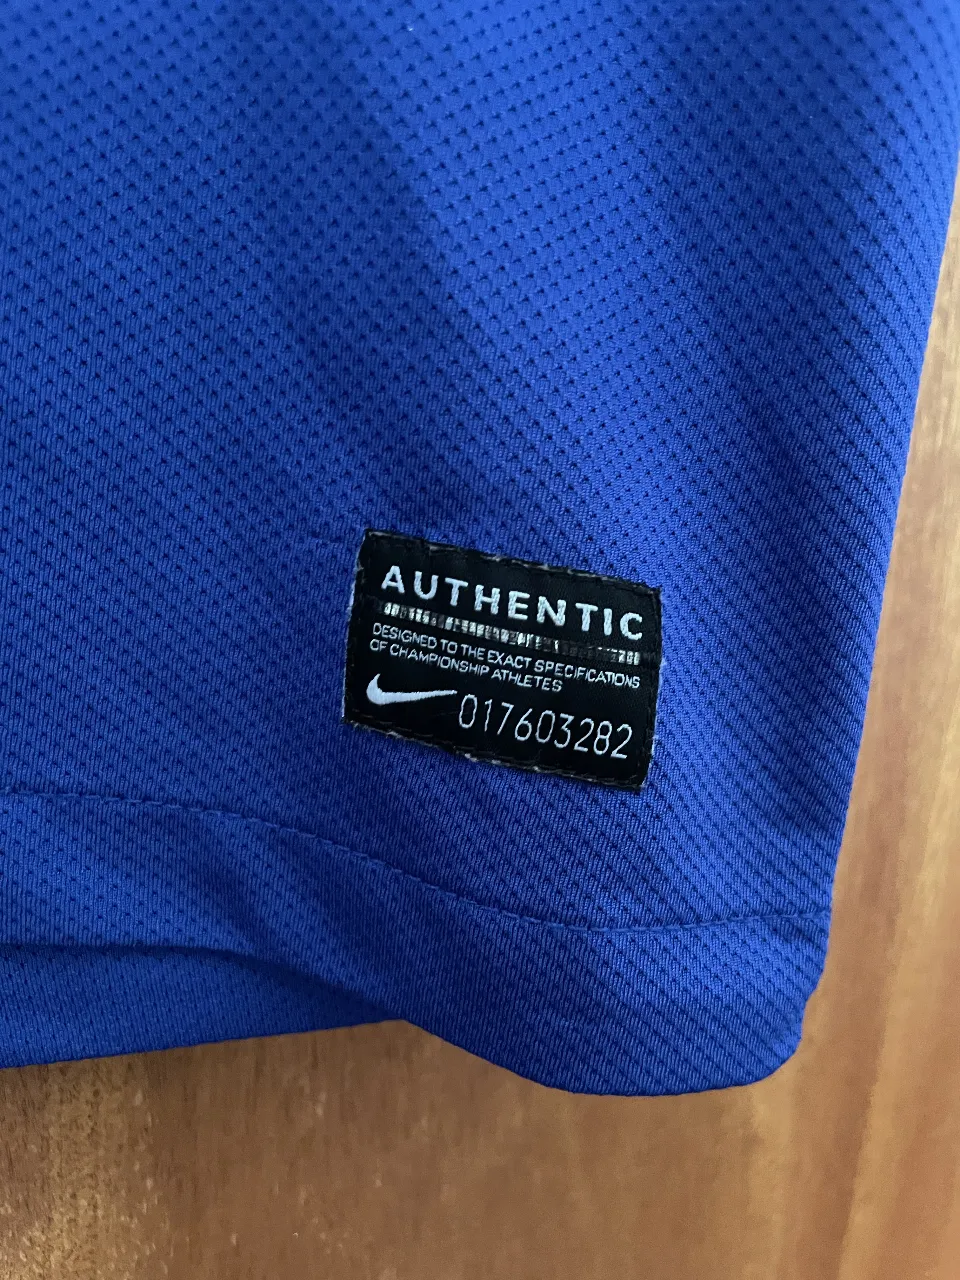 AUTHENTIC
DESIGNED TO THE EXACT SPECIFICATIONS
OF CHAMPIONSHIP ATHLETES
017603282